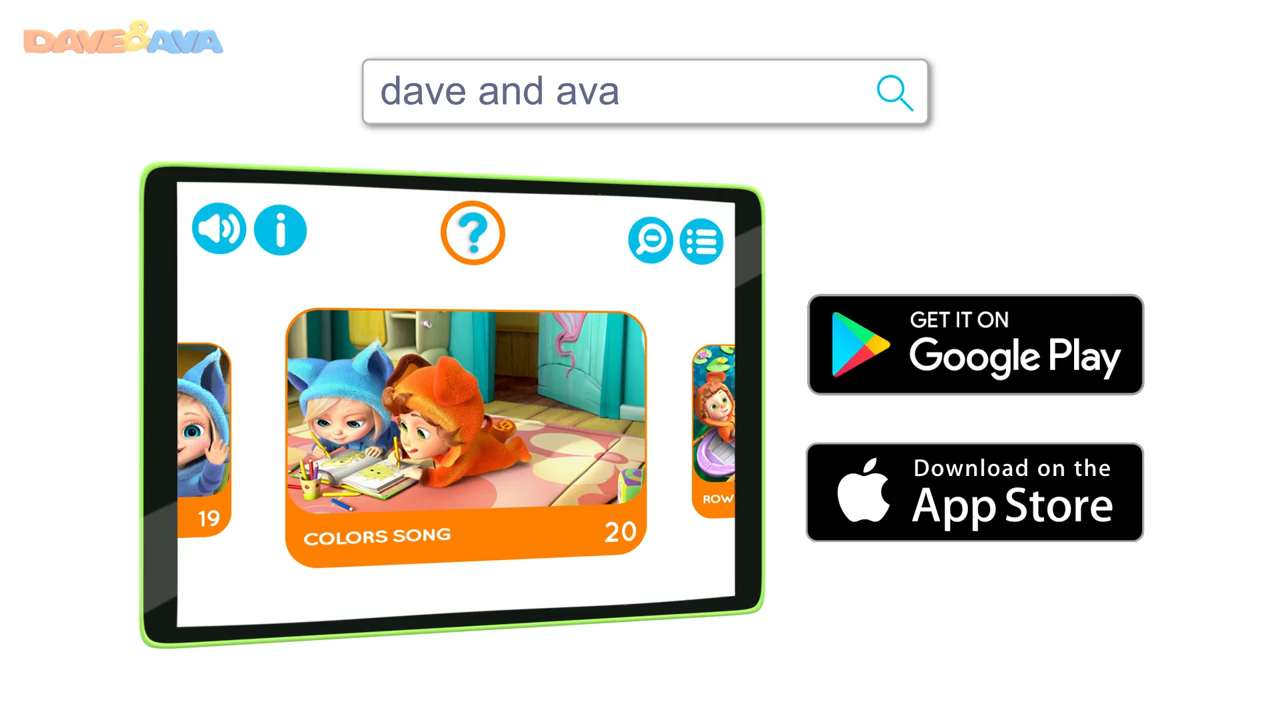 DAVE&AVA
dave and ava
?
GET IT ON
Google Play
19
COLORS SONG
20
ROW
Download on the
App Store